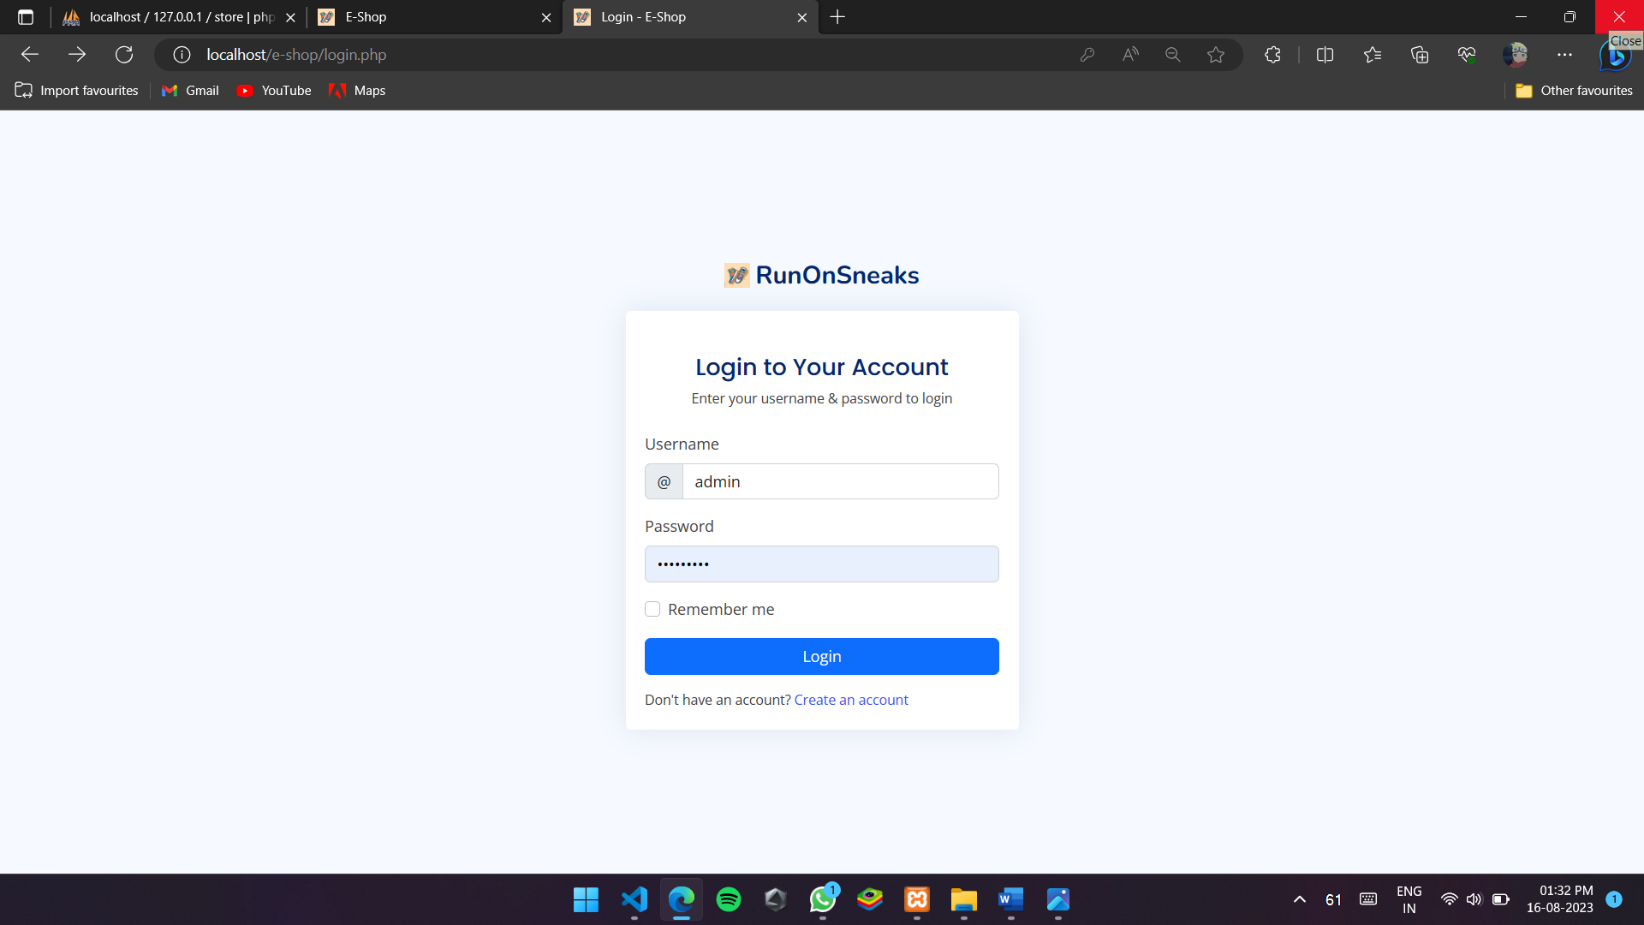 localhost / 127.0.0.1 / store | php
E-Shop
Login - E-Shop
Close
localhost/e-shop/login.php
Import favourites
Gmail
YouTube
Maps
Other favourites
RunOnSneaks
Login to Your Account
Enter your username & password to login
Username
@ admin
Password
•••••••••
Remember me
Login
Don't have an account? Create an account
1
61
ENG
IN
01:32 PM
16-08-2023
1